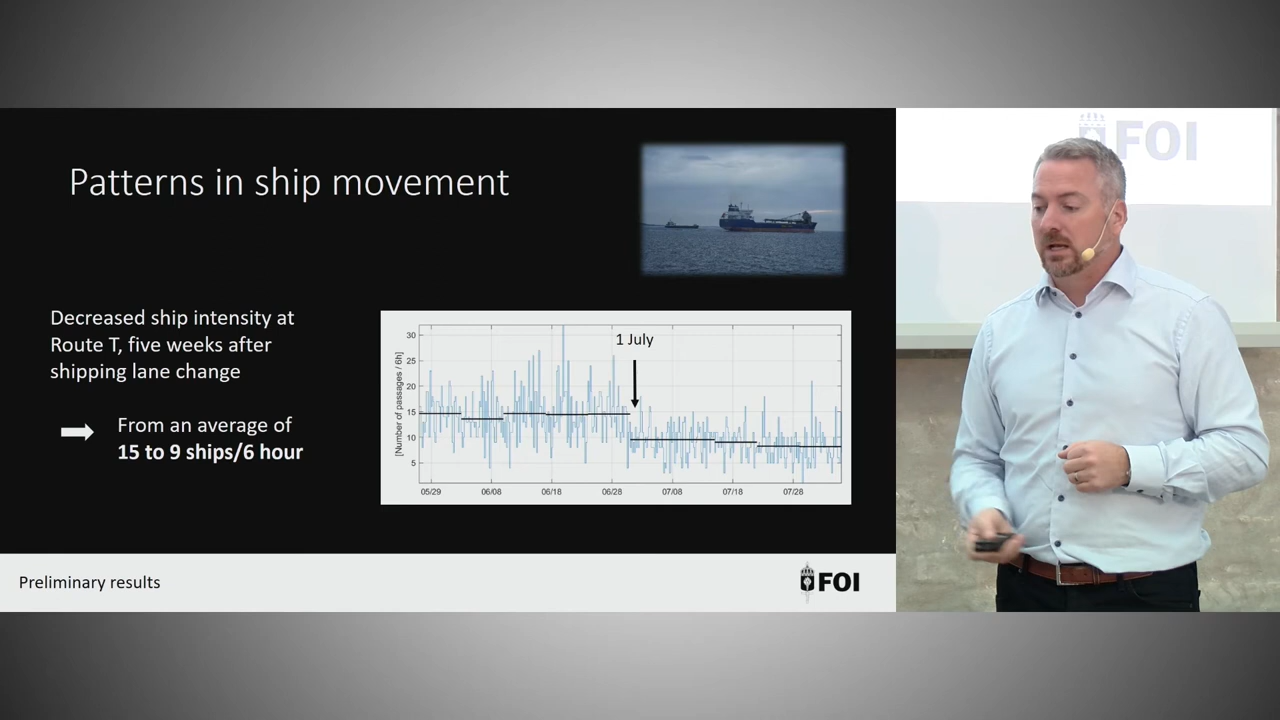 FOI
Patterns in ship movement
Decreased ship intensity at
Route T, five weeks after
shipping lane change
From an average of
15 to 9 ships/6 hour
1 July
[Number of passages / 6h]
30
25
20
15
10
5
05/29
06/08
06/18
06/28
07/08
07/18
07/28
Preliminary results
FOI